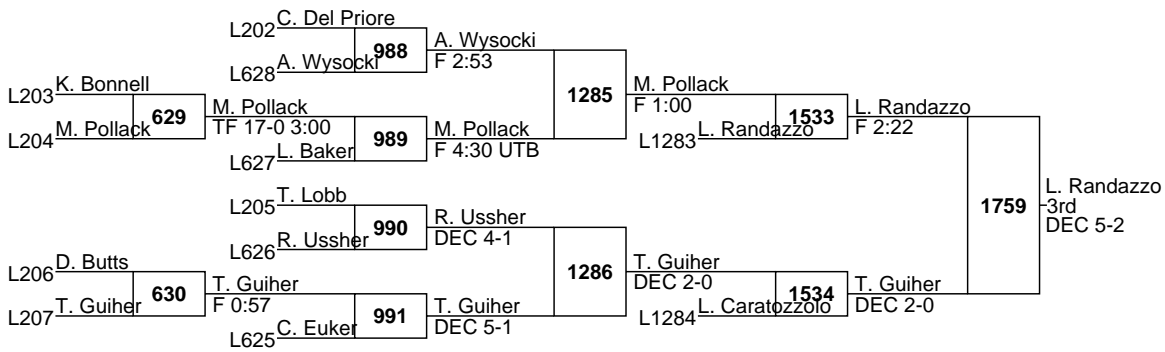 L202 C. Del Priore
988
L628 A. Wysocki
A. Wysocki
F 2:53
L203 K. Bonnell
629
L204 M. Pollack
M. Pollack
TF 17-0 3:00
989
L627 L. Baker
M. Pollack
F 4:30 UTB
1285
M. Pollack
F 1:00
1533
L1283 L. Randazzo
L. Randazzo
F 2:22
L205 T. Lobb
990
L626 R. Ussher
R. Ussher
DEC 4-1
L206 D. Butts
630
L207 T. Guiher
T. Guiher
F 0:57
991
L625 C. Euker
T. Guiher
DEC 5-1
1286
T. Guiher
DEC 2-0
1534
L1284 L. Caratozzolo
T. Guiher
DEC 2-0
1759
L. Randazzo
3rd
DEC 5-2